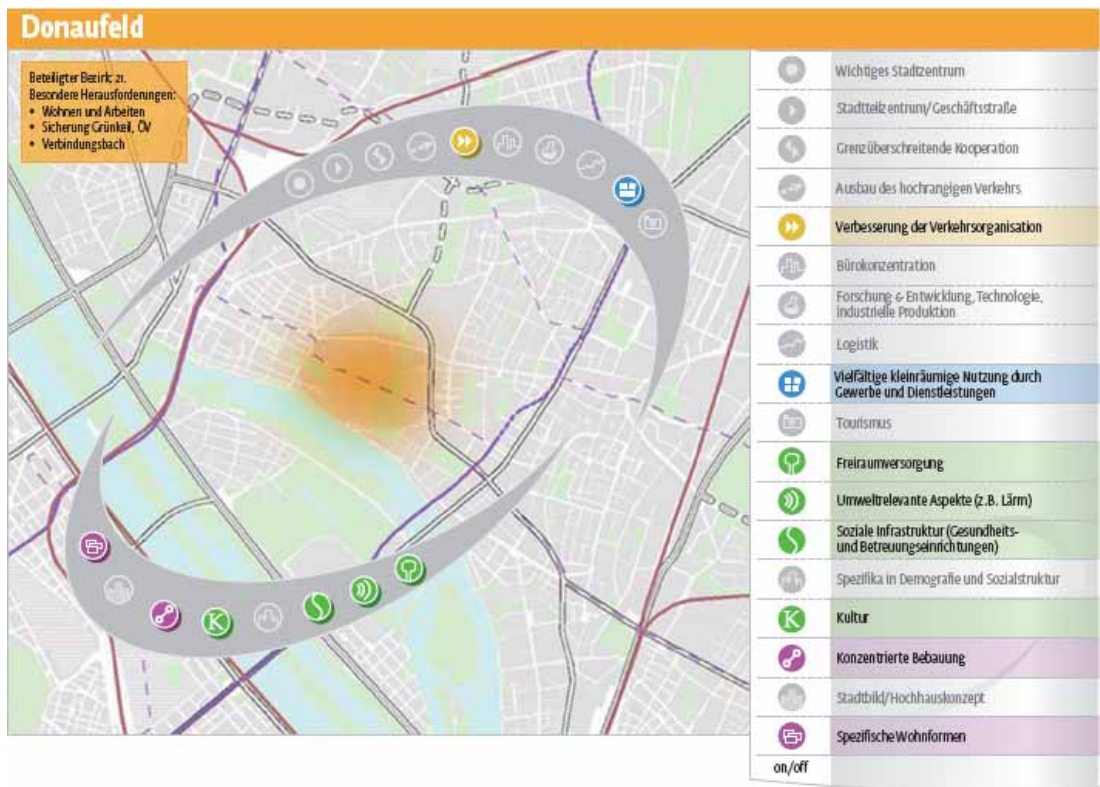 Donaufeld
Beteiligter Bezirk: 21.
Besondere Herausforderungen:
• Wohnen und Arbeiten
• Sicherung Grünkeil, ÖV
• Verbindungsbach
Wichtiges Stadtzentrum
Stadtteilzentrum/Geschäftsstraße
Grenzüberschreitende Kooperation
Ausbau des hochrangigen Verkehrs
Verbesserung der Verkehrsorganisation
Bürokonzentration
Forschung & Entwicklung, Technologie,
industrielle Produktion
Logistik
Vielfältige kleinräumige Nutzung durch
Gewerbe und Dienstleistungen
Tourismus
Freiraumversorgung
Umweltrelevante Aspekte (z.B. Lärm)
Soziale Infrastruktur (Gesundheits-
und Betreuungseinrichtungen)
Spezifika in Demografie und Sozialstruktur
K
K
Kultur
Konzentrierte Bebauung
Stadtbild/Hochhauskonzept
Spezifische Wohnformen
on/off